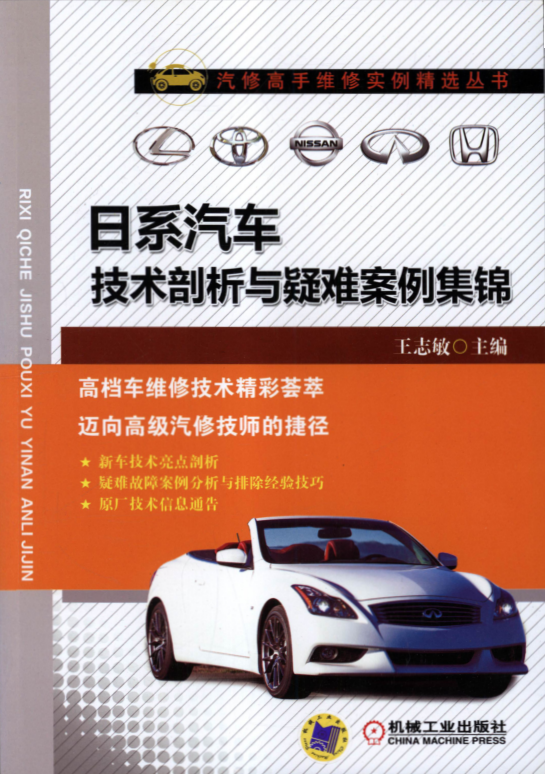 汽修高手维修实例精选丛书
NISSAN
日系汽车
技术剖析与疑难案例集锦
王志敏○主编
高档车维修技术精彩荟萃
迈向高级汽修技师的捷径
★ 新车技术亮点剖析
★ 疑难故障案例分析与排除经验技巧
★ 原厂技术信息通告
RIXI QICHE JISHU POUXI YU YINAN ANLI JIJIN
机械工业出版社
CHINA MACHINE PRESS